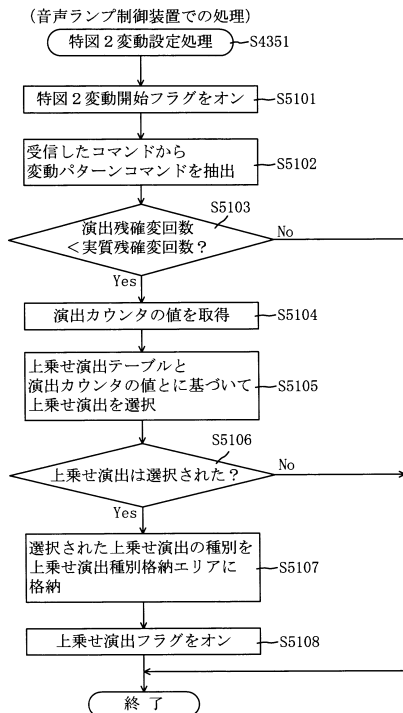 (音声ランプ制御装置での処理)
特図2変動設定処理
S4351
特図2変動開始フラグをオン
S5101
受信したコマンドから
変動パターンコマンドを抽出
S5102
S5103
演出残確変回数
<実質残確変回数?
No
Yes
演出カウンタの値を取得
S5104
上乗せ演出テーブルと
演出カウンタの値とに基づいて
上乗せ演出を選択
S5105
S5106
上乗せ演出は選択された?
No
Yes
選択された上乗せ演出の種別を
上乗せ演出種別格納エリアに
格納
S5107
上乗せ演出フラグをオン
S5108
終了